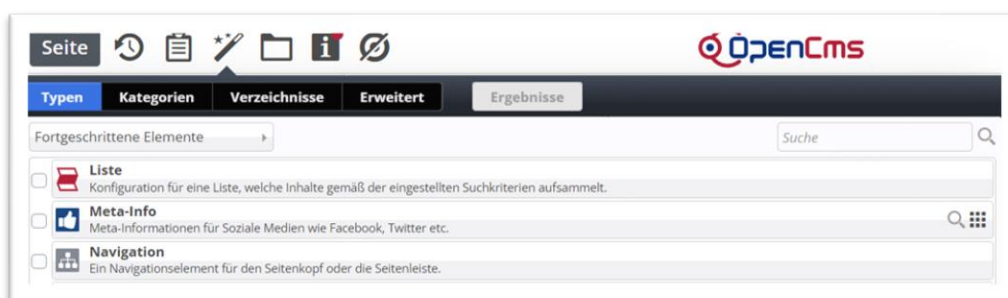 Seite
OpenCms
Typen Kategorien Verzeichnisse Erweitert Ergebnisse
Fortgeschrittene Elemente Suche
Liste
Konfiguration für eine Liste, welche Inhalte gemäß der eingestellten Suchkriterien aufsammelt.
Meta-Info
Meta-Informationen für Soziale Medien wie Facebook, Twitter etc.
Navigation
Ein Navigationselement für den Seitenkopf oder die Seitenleiste.